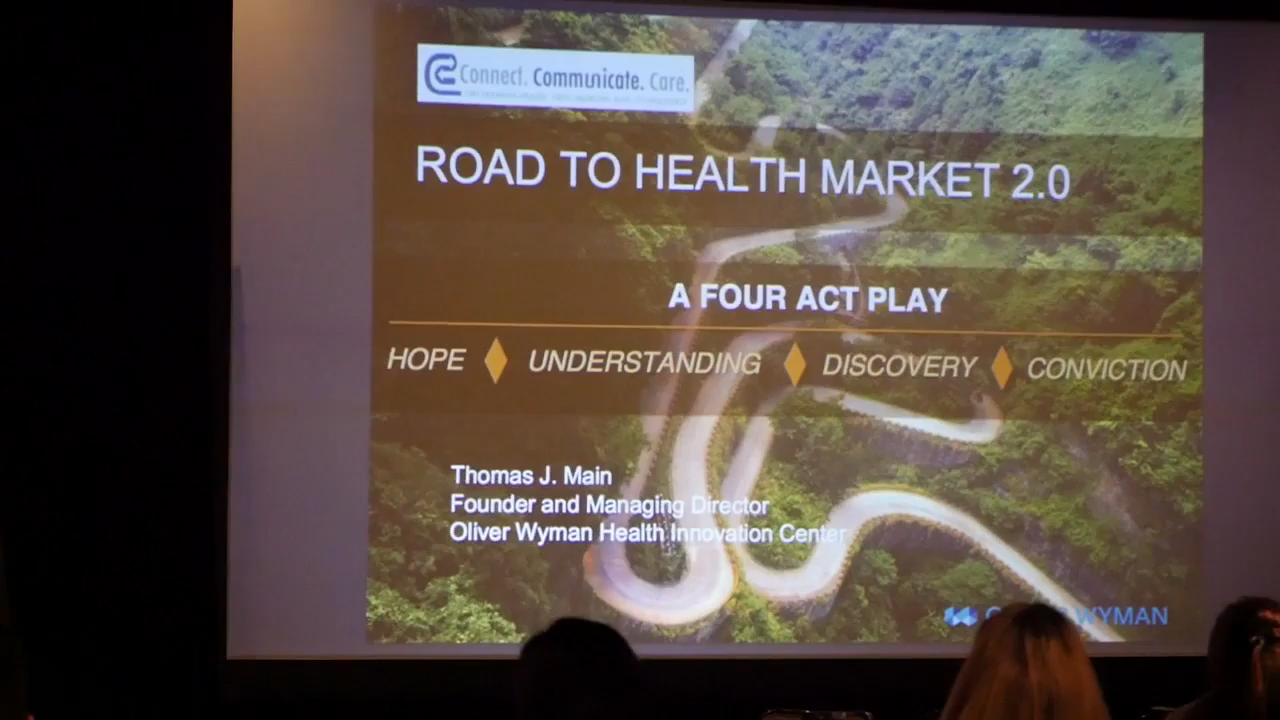 Connect. Communicate. Care.
ROAD TO HEALTH MARKET 2.0
A FOUR ACT PLAY
HOPE UNDERSTANDING DISCOVERY CONVICTION
Thomas J. Main
Founder and Managing Director
Oliver Wyman Health Innovation Center
WYMAN